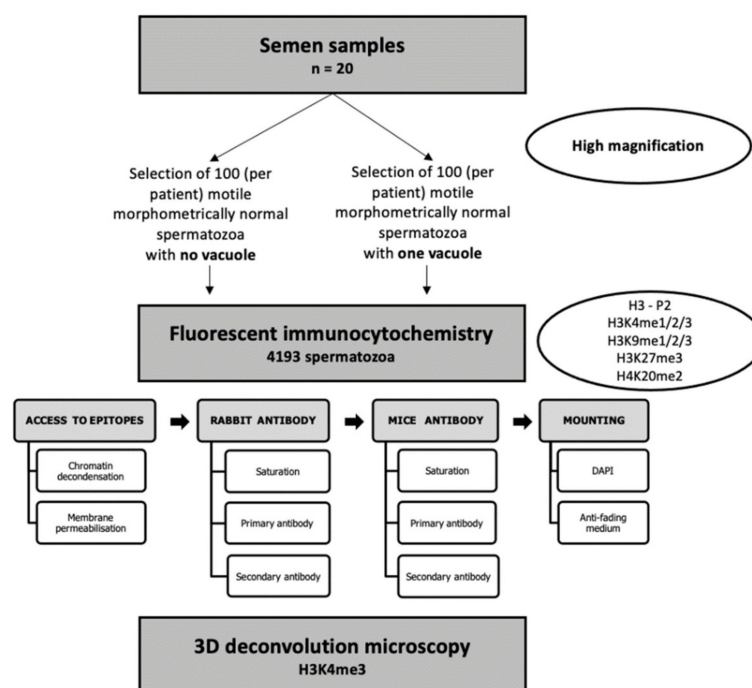 Semen samples
n = 20
High magnification
Selection of 100 (per
patient) motile
morphometrically normal
spermatozoa
with no vacuole
Selection of 100 (per
patient) motile
morphometrically normal
spermatozoa
with one vacuole
Fluorescent immunocytochemistry
4193 spermatozoa
H3 - P2
H3K4me1/2/3
H3K9me1/2/3
H3K27me3
H4K20me2
ACCESS TO EPITOPES
Chromatin
decondensation
Membrane
permeabilisation
RABBIT ANTIBODY
Saturation
Primary antibody
Secondary antibody
MICE ANTIBODY
Saturation
Primary antibody
Secondary antibody
MOUNTING
DAPI
Anti-fading
medium
3D deconvolution microscopy
H3K4me3